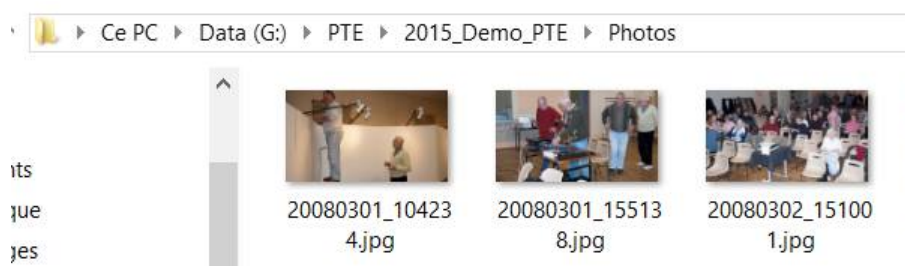 Ce PC Data (G:) PTE 2015_Demo_PTE Photos
nts
que
ges
20080301_10423 20080301_15513 20080302_15100
4.jpg 8.jpg 1.jpg